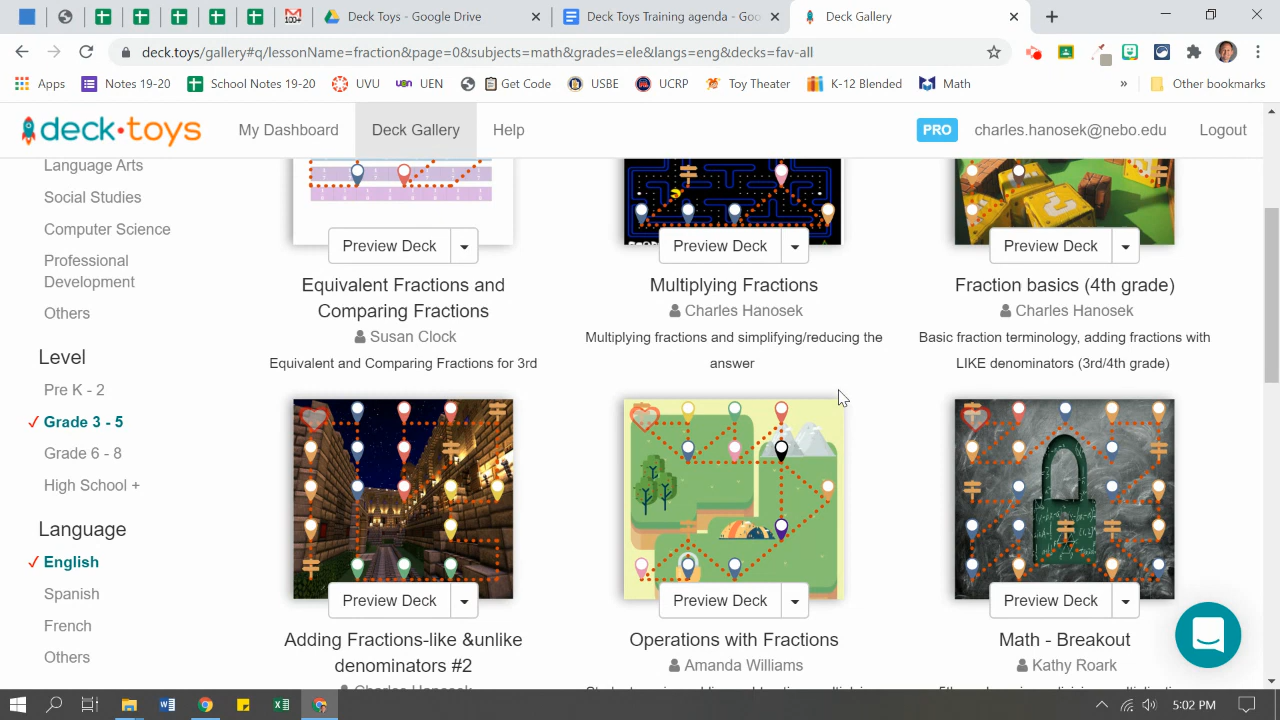 100+
Deck Toys - Google Drive
Deck Toys Training agenda - Goo
Deck Gallery
deck.toys/gallery#q/lessonName=fraction&page=0&subjects=math&grades=ele&langs=eng&decks=fav-all
Apps
Notes 19-20
School Notes 19-20
UVU
UEN
Get Code
USBE
UCRP
Toy Theater
K-12 Blended
Math
»
Other bookmarks
deck•toys
My Dashboard
Deck Gallery
Help
PRO
charles.hanosek@nebo.edu
Logout
Language Arts
Social Studies
Computer Science
Professional
Development
Others
Level
Pre K - 2
Grade 3 - 5
Grade 6 - 8
High School +
Language
English
Spanish
French
Others
Preview Deck
Equivalent Fractions and
Comparing Fractions
Susan Clock
Equivalent and Comparing Fractions for 3rd
Preview Deck
Multiplying Fractions
Charles Hanosek
Multiplying fractions and simplifying/reducing the
answer
Preview Deck
Fraction basics (4th grade)
Charles Hanosek
Basic fraction terminology, adding fractions with
LIKE denominators (3rd/4th grade)
Preview Deck
Adding Fractions-like &unlike
denominators #2
Charles Hanosek
Preview Deck
Operations with Fractions
Amanda Williams
Preview Deck
Math - Breakout
Kathy Roark
5:02 PM